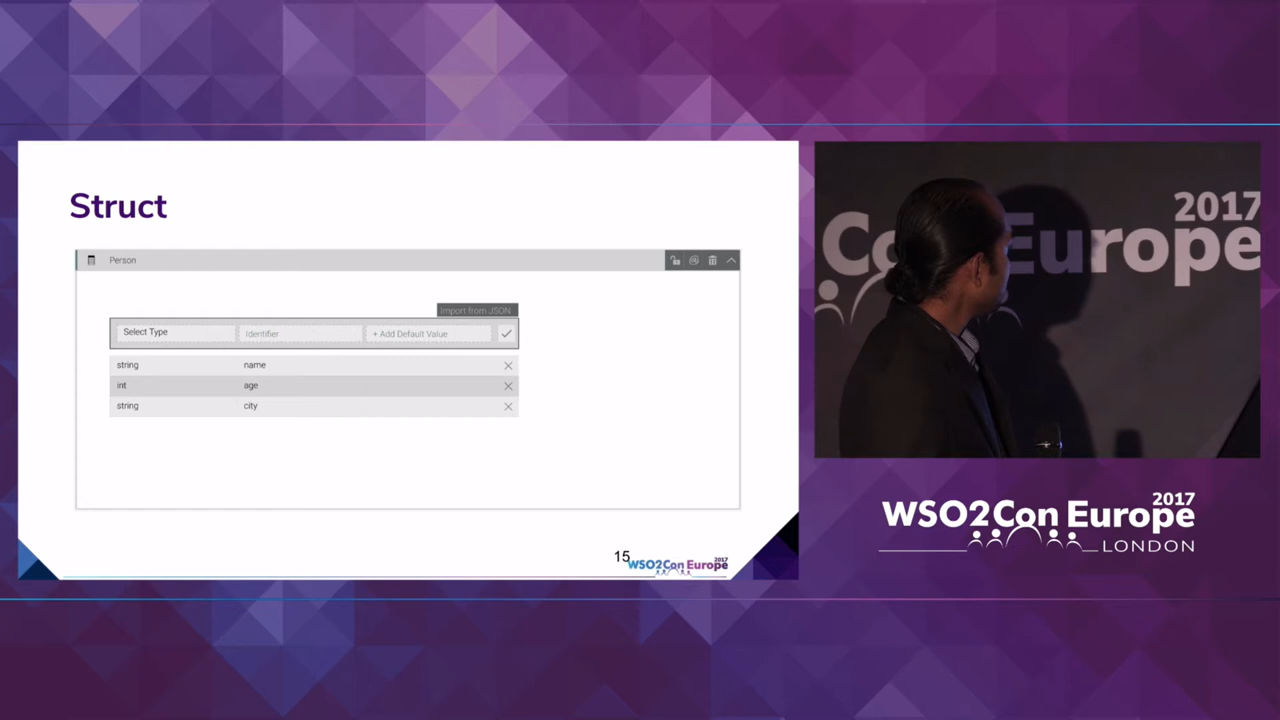 Struct
Person
Import from JSON
Select Type Identifier + Add Default Value
string name
int age
string city
15
WSO2Con Europe 2017
Con Europe 2017
WSO2Con Europe 2017
LONDON